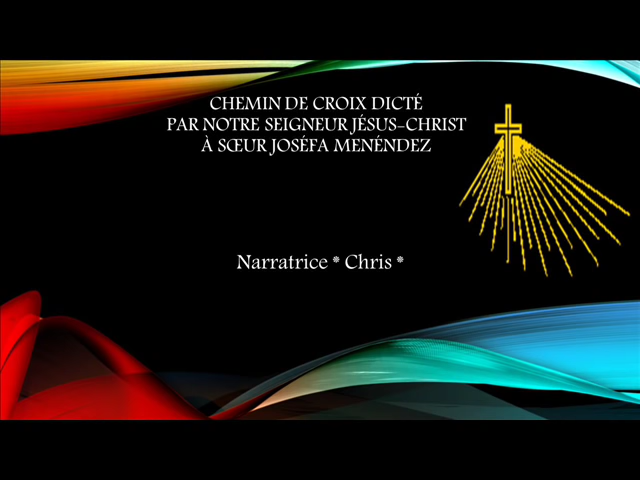 CHEMIN DE CROIX DICTÉ
PAR NOTRE SEIGNEUR JÉSUS-CHRIST
À SŒUR JOSÉFA MENÉNDEZ
Narratrice * Chris *